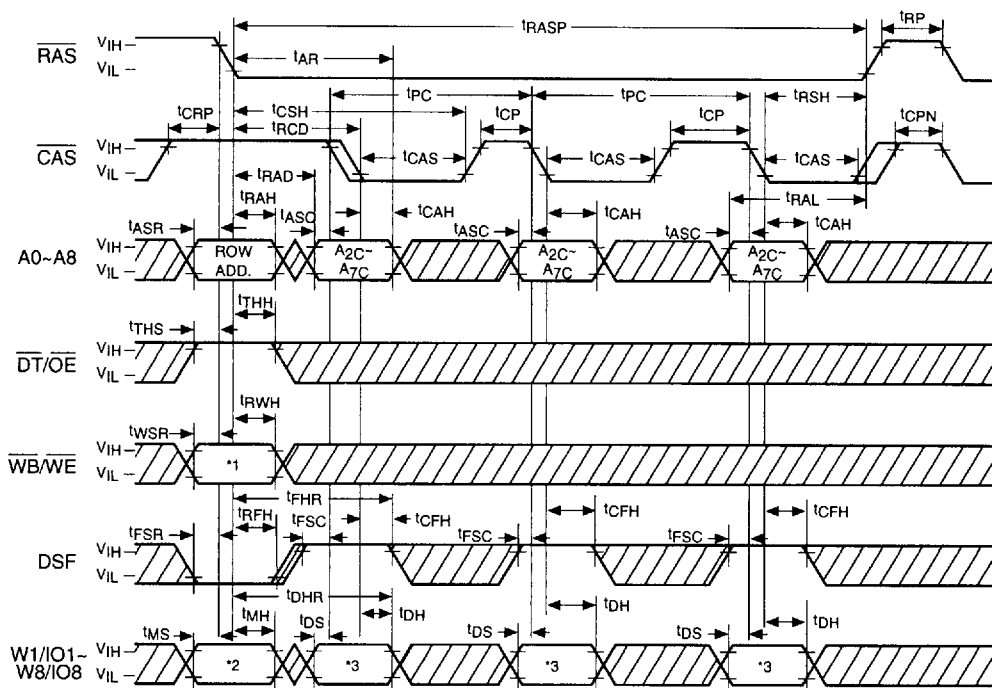 tRASP
tRP
RAS
VIH
VIL
tAR
tPC
tPC
tRSH
tCRP
tCSH
tRCD
tCP
tCP
tCPN
CAS
VIH
VIL
tCAS
tCAS
tCAS
tRAD
tRAL
tRAH
tASR
tASC
tCAH
tASC
tCAH
tASC
tCAH
A0~A8
VIH
VIL
ROW
ADD.
A2C~
A7C
A2C~
A7C
A2C~
A7C
tTHS
tTHH
DT/OE
VIH
VIL
tWSR
tRWH
WB/WE
VIH
VIL
*1
tFHR
tFSR
tRFH
tFSC
tCFH
tFSC
tCFH
tFSC
tCFH
DSF
VIH
VIL
tDHR
tMS
tMH
tDS
tDH
tDS
tDH
tDS
tDH
W1/IO1~
W8/IO8
VIH
VIL
*2
*3
*3
*3